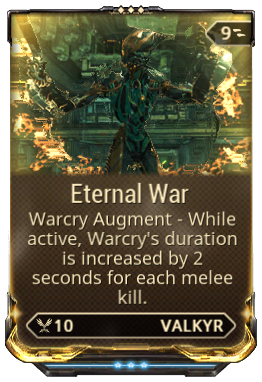 9
Eternal War
Warcry Augment - While
active, Warcry's duration
is increased by 2
seconds for each melee
kill.
10 VALKYR